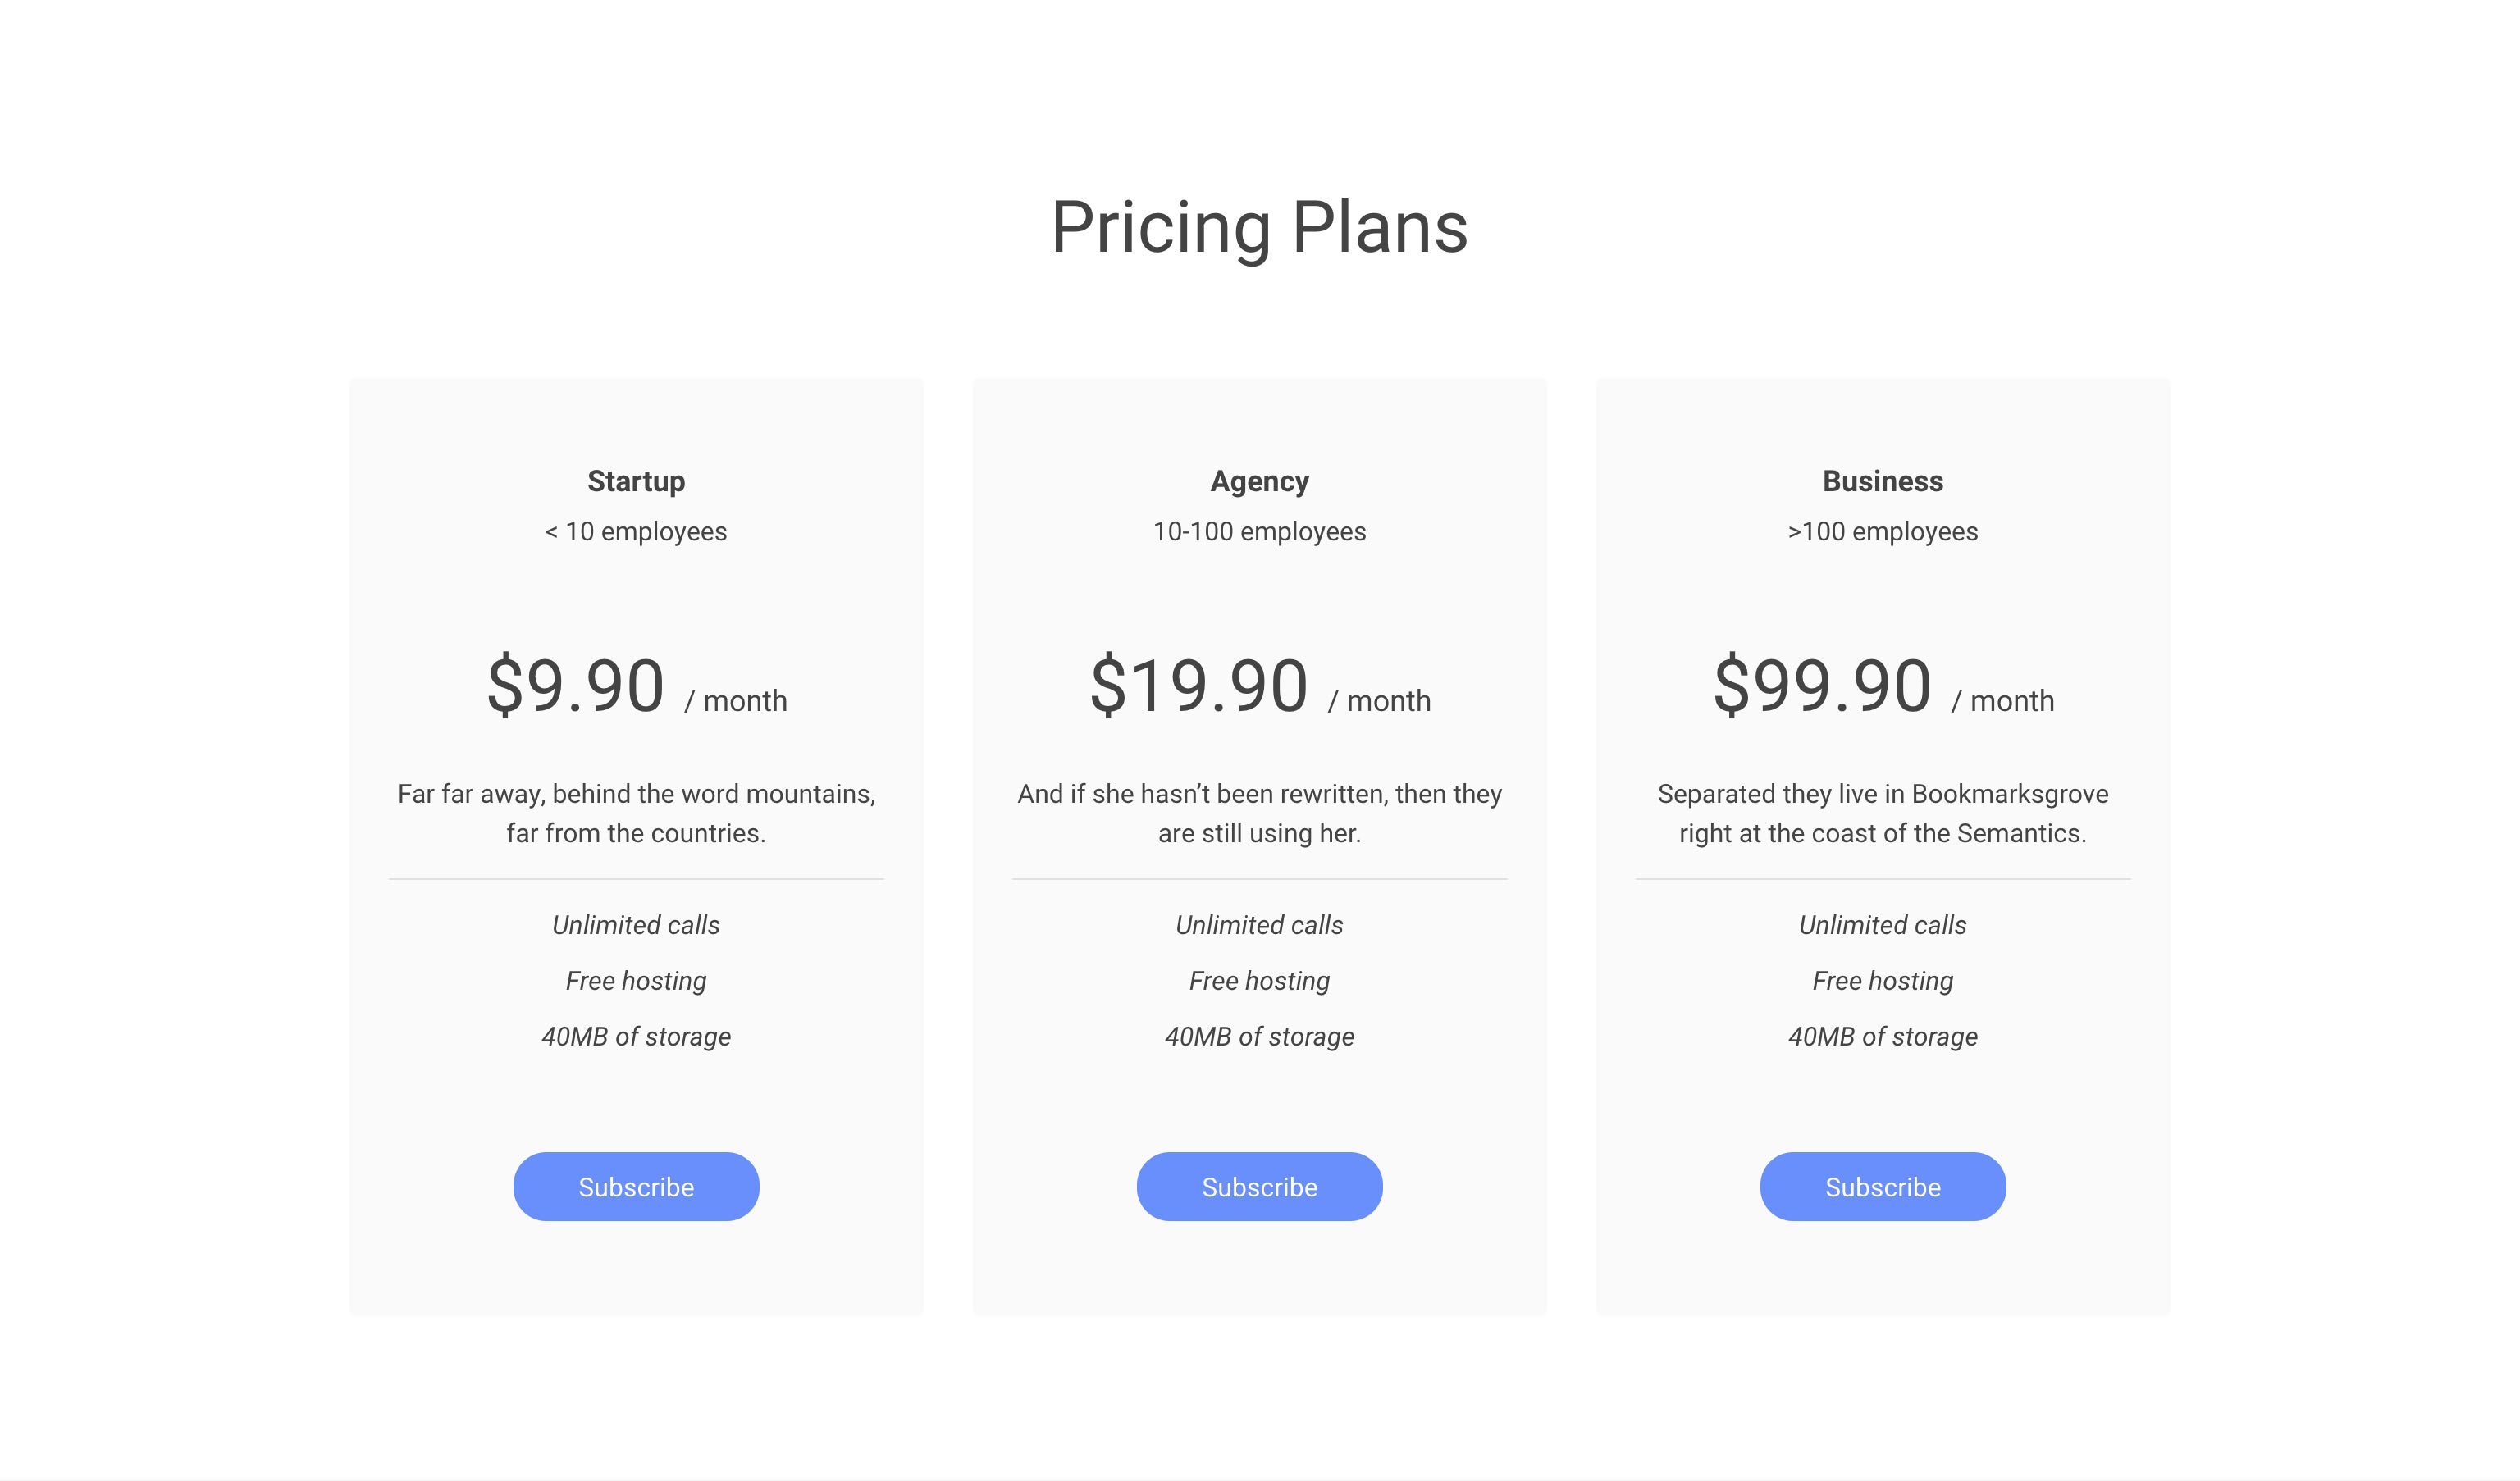 Pricing Plans
Startup
< 10 employees
$9.90 / month
Far far away, behind the word mountains,
far from the countries.
Unlimited calls
Free hosting
40MB of storage
Subscribe
Agency
10-100 employees
$19.90 / month
And if she hasn’t been rewritten, then they
are still using her.
Unlimited calls
Free hosting
40MB of storage
Subscribe
Business
>100 employees
$99.90 / month
Separated they live in Bookmarksgrove
right at the coast of the Semantics.
Unlimited calls
Free hosting
40MB of storage
Subscribe